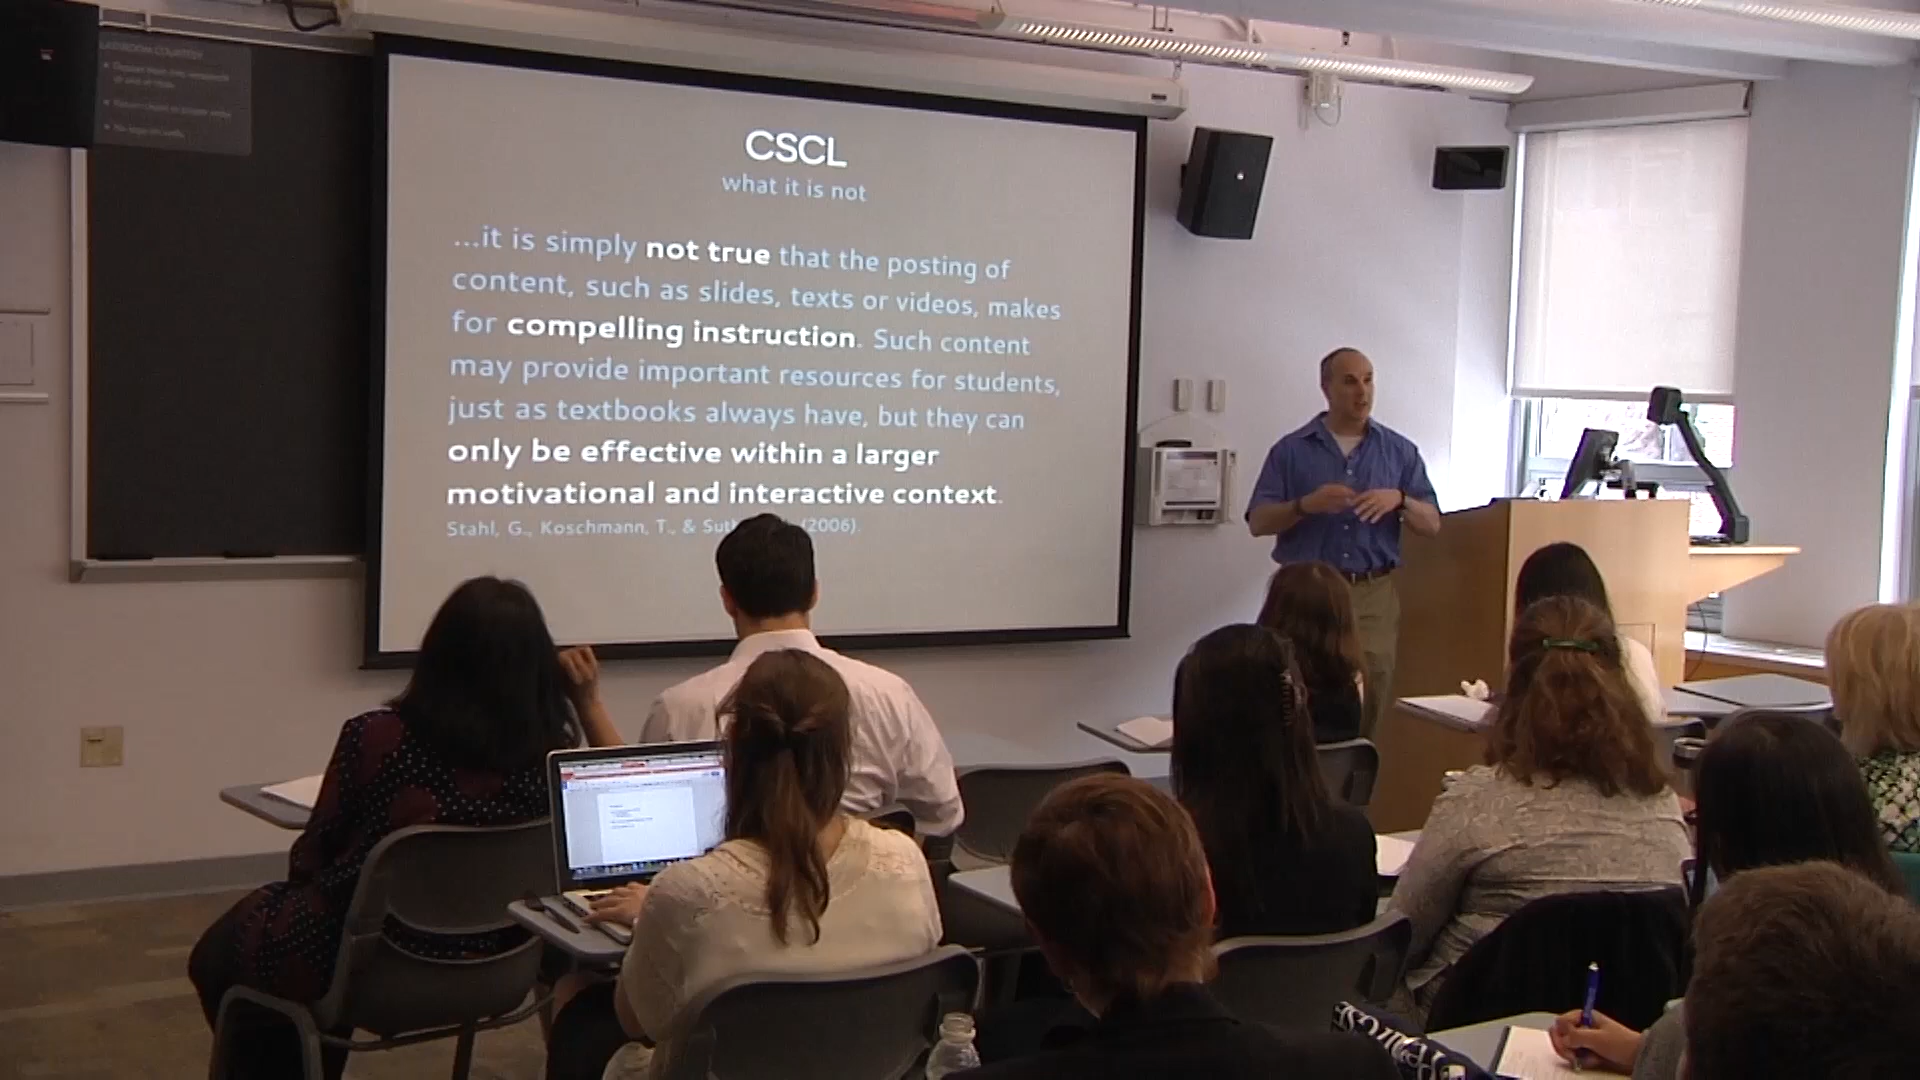 CLASSROOM COURTESY
CSCL
what it is not
...it is simply not true that the posting of
content, such as slides, texts or videos, makes
for compelling instruction. Such content
may provide important resources for students,
just as textbooks always have, but they can
only be effective within a larger
motivational and interactive context.
Stahl, G., Koschmann, T., & (2006).